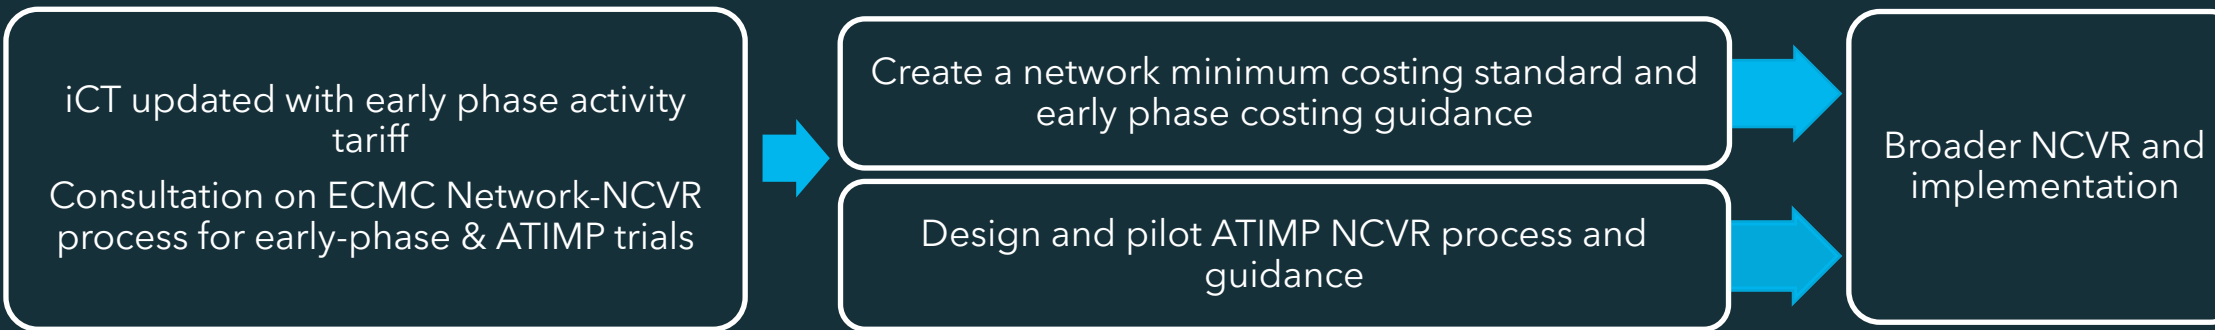 iCT updated with early phase activity
tariff
Consultation on ECMC Network-NCVR
process for early-phase & ATIMP trials
Create a network minimum costing standard and
early phase costing guidance
Design and pilot ATIMP NCVR process and
guidance
Broader NCVR and
implementation